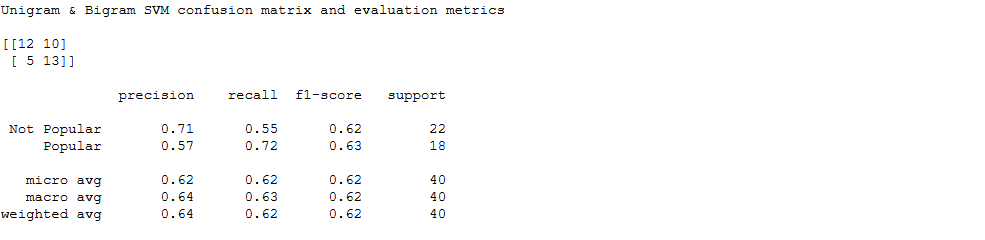 Unigram & Bigram SVM confusion matrix and evaluation metrics
[[12 10]
[ 5 13]]
precision recall f1-score support
Not Popular 0.71 0.55 0.62 22
Popular 0.57 0.72 0.63 18
micro avg 0.62 0.62 0.62 40
macro avg 0.64 0.63 0.62 40
weighted avg 0.64 0.62 0.62 40